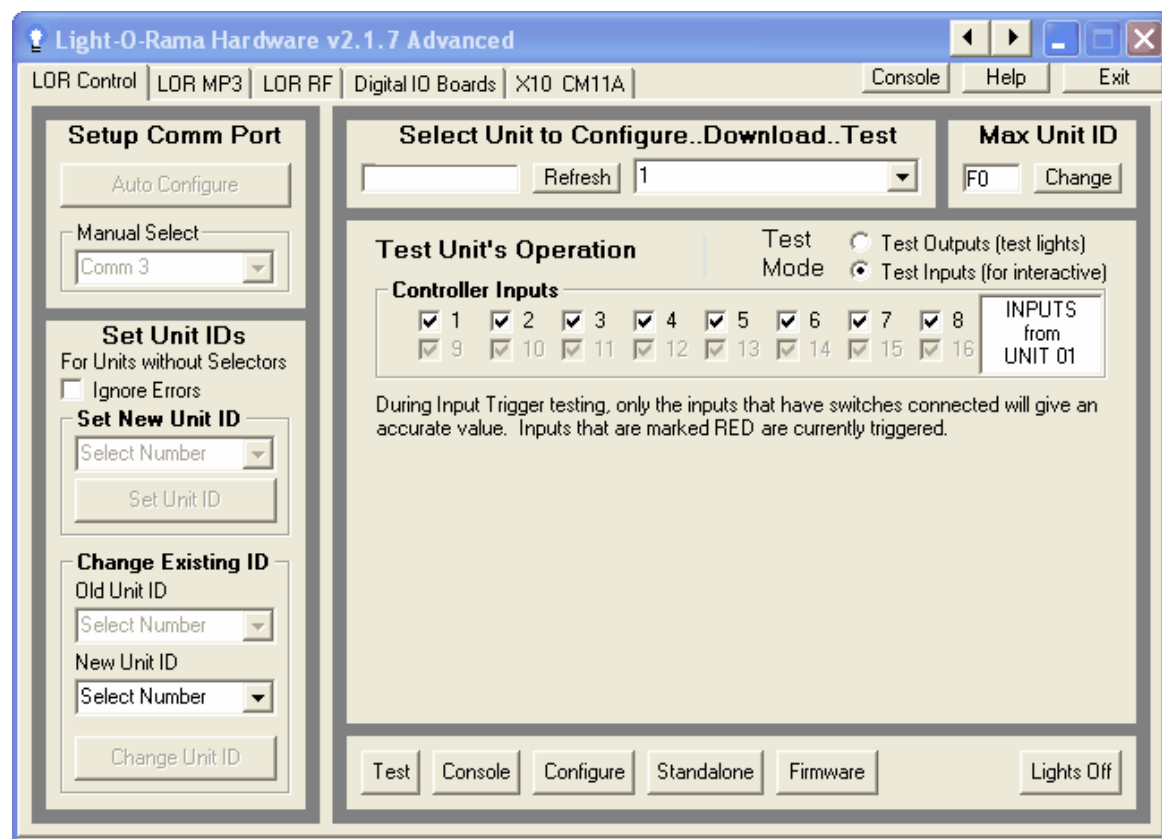 Light-O-Rama Hardware v2.1.7 Advanced
LOR Control LOR MP3 LOR RF Digital IO Boards X10 CM11A Console Help Exit
Setup Comm Port
Auto Configure
Manual Select
Comm 3
Set Unit IDs
For Units without Selectors
Ignore Errors
Set New Unit ID
Select Number
Set Unit ID
Change Existing ID
Old Unit ID
Select Number
New Unit ID
Select Number
Change Unit ID
Select Unit to Configure..Download..Test
Refresh 1
Max Unit ID
F0 Change
Test Unit's Operation
Test Mode
Test Outputs (test lights)
Test Inputs (for interactive)
Controller Inputs
1 2 3 4 5 6 7 8
9 10 11 12 13 14 15 16
INPUTS
from
UNIT 01
During Input Trigger testing, only the inputs that have switches connected will give an
accurate value. Inputs that are marked RED are currently triggered.
Test Console Configure Standalone Firmware Lights Off